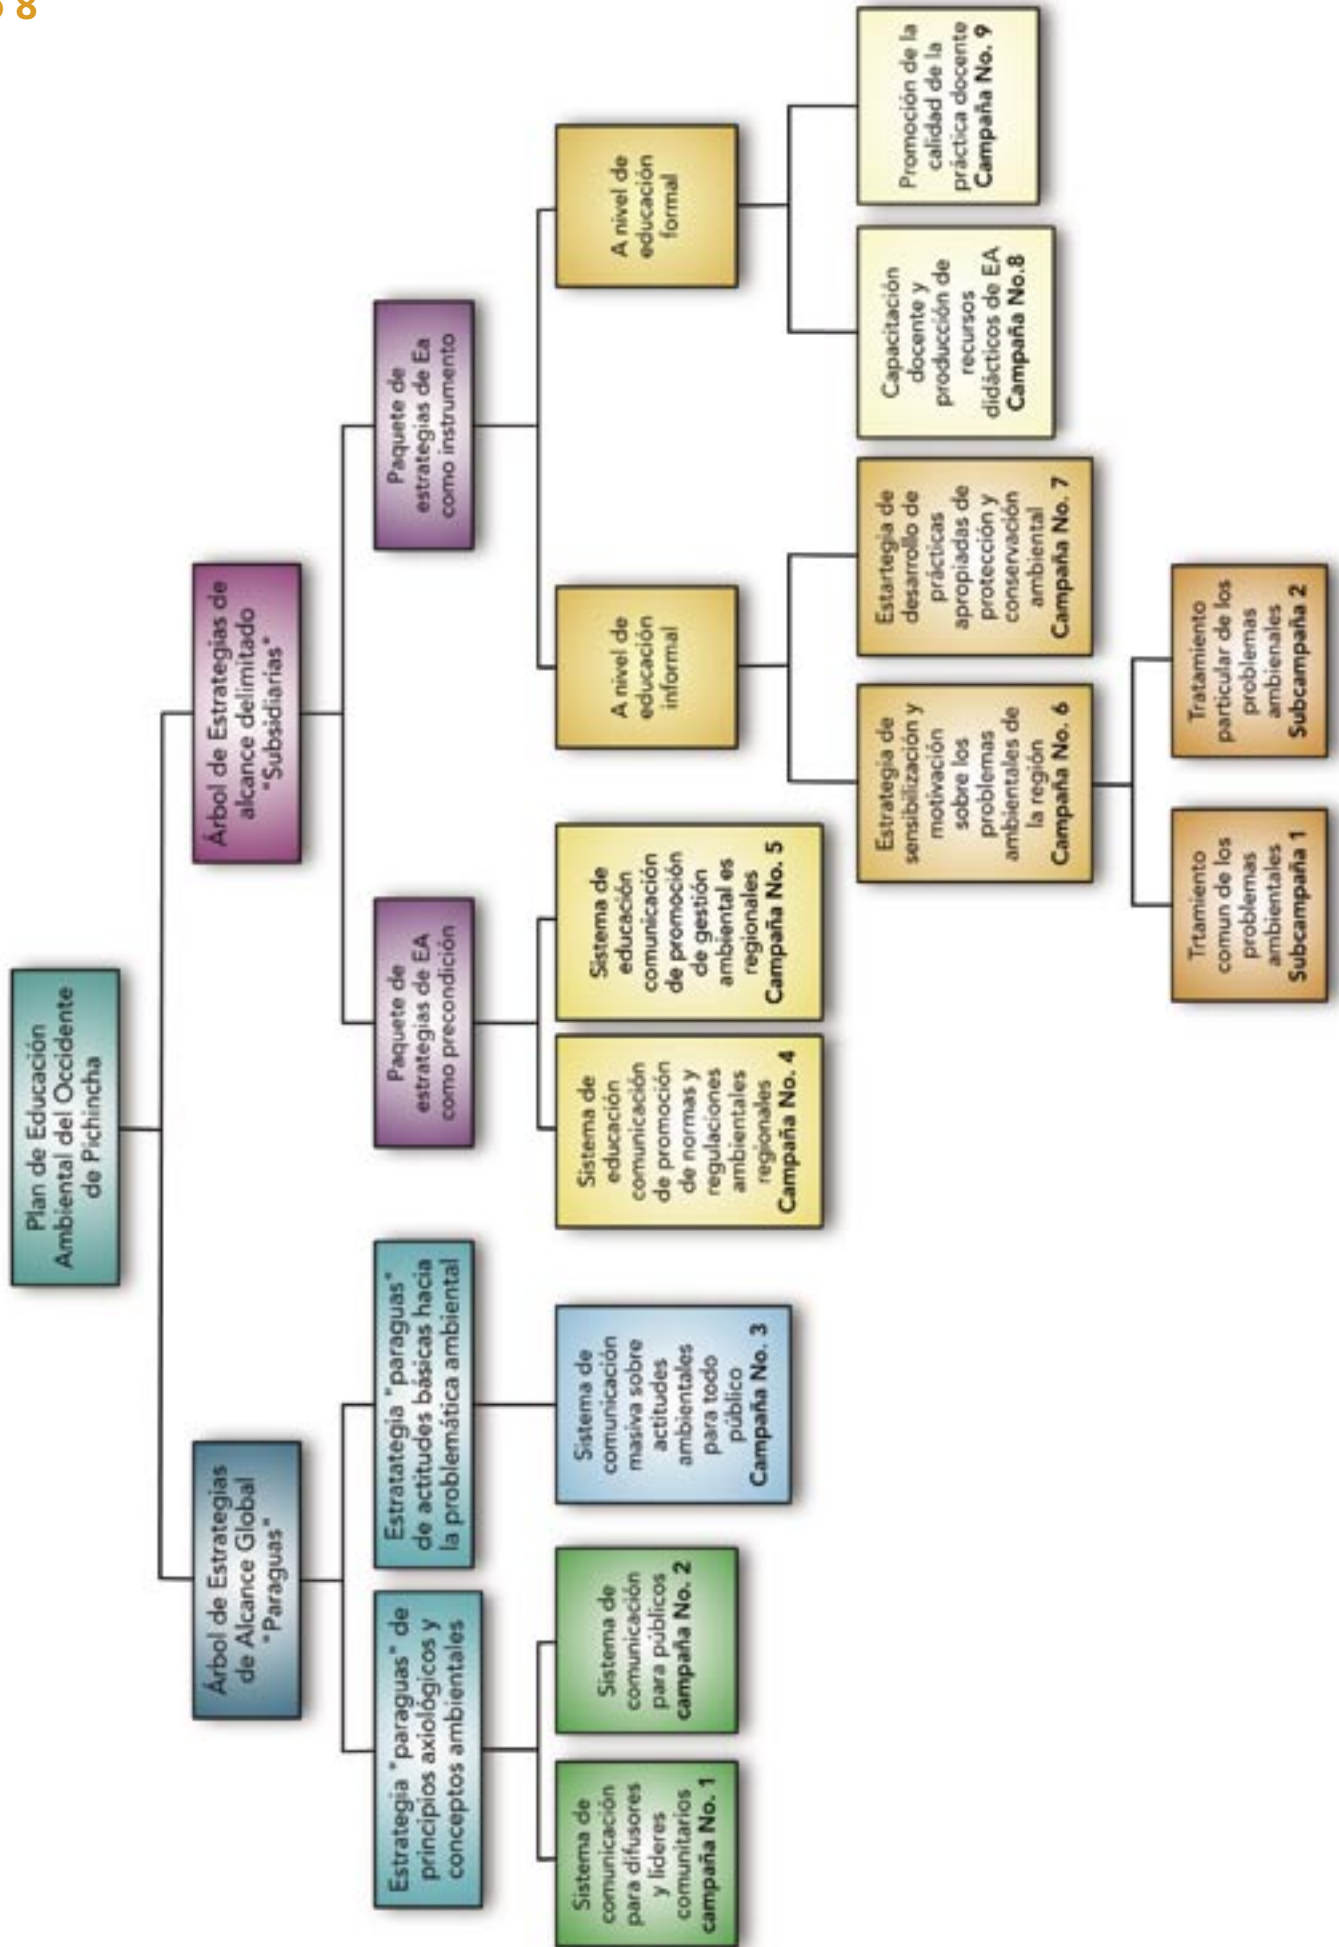 8
Plan de Educación
Ambiental del Occidente
de Pichincha
Árbol de Estrategias
de Alcance Global
"Paraguas"
Árbol de Estrategias de
alcance delimitado
"Subsidiarias"
Estrategia "paraguas" de
principios axiológicos y
conceptos ambientales
Estratategia "paraguas"
de actitudes básicas hacia
la problemática ambiental
Paquete de
estrategias de EA
como precondición
Paquete de
estrategias de Ea
como instrumento
Sistema de
comunicación
para difusores
y lideres
comunitarios
campaña No. 1
Sistema de
comunicación
para públicos
campaña No. 2
Sistema de
comunicación
masiva sobre
actitudes
ambientales
para todo
público
Campaña No. 3
Sistema de
educación
comunicación
de promoción
de normas y
regulaciones
ambientales
regionales
Campaña No. 4
Sistema de
educación
comunicación
de promoción
de gestión
ambiental es
regionales
Campaña No. 5
A nivel de
educación
informal
A nivel de
educación
formal
Estrategia de
sensibilización y
motivación
sobre los
problemas
ambientales de
la región
Campaña No. 6
Estartegia de
desarrollo de
prácticas
apropiadas de
protección y
conservación
ambiental
Campaña No. 7
Capacitación
docente y
producción de
recursos
didácticos de EA
Campaña No.8
Promoción de la
calidad de la
práctica docente
Campaña No. 9
Trtamiento
comun de los
problemas
ambientales
Subcampaña 1
Tratamiento
particular de los
problemas
ambienales
Subcampaña 2